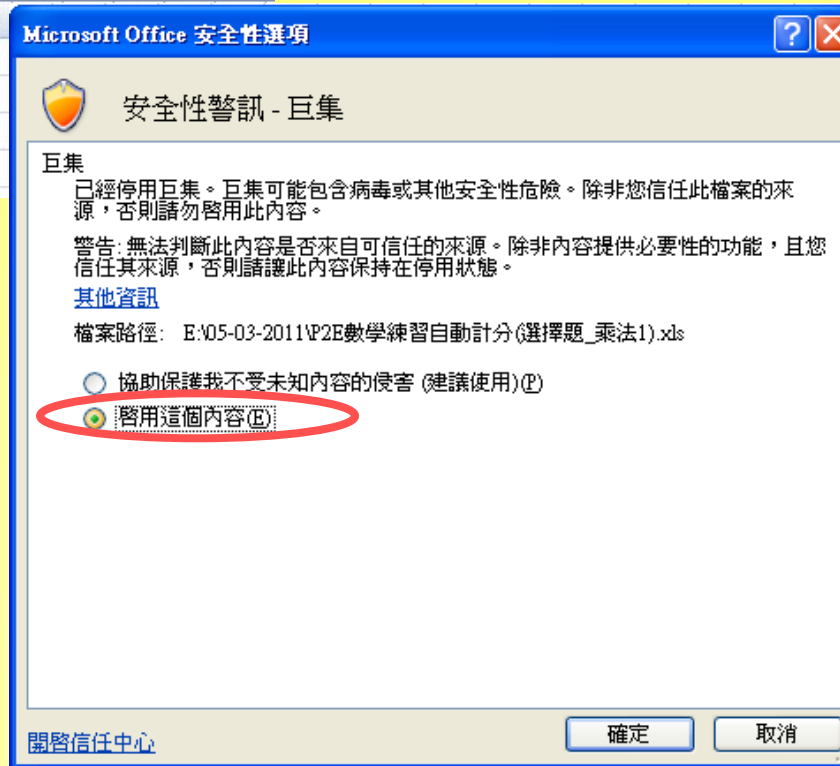 Microsoft Office 安全性選項
安全性警訊 - 巨集
巨集
已經停用巨集。巨集可能包含病毒或其他安全性危險。除非您信任此檔案的來
源，否則請勿啓用此內容。
警告: 無法判斷此內容是否來自可信任的來源。除非內容提供必要性的功能，且您
信任其來源，否則請讓此內容保持在停用狀態。
其他資訊
檔案路徑: E:\05-03-2011\P2E數學練習自動計分(選擇題_乘法1).xls
協助保護我不受未知內容的侵害 (建議使用)(P)
啓用這個內容(E)
開啓信任中心
確定
取消